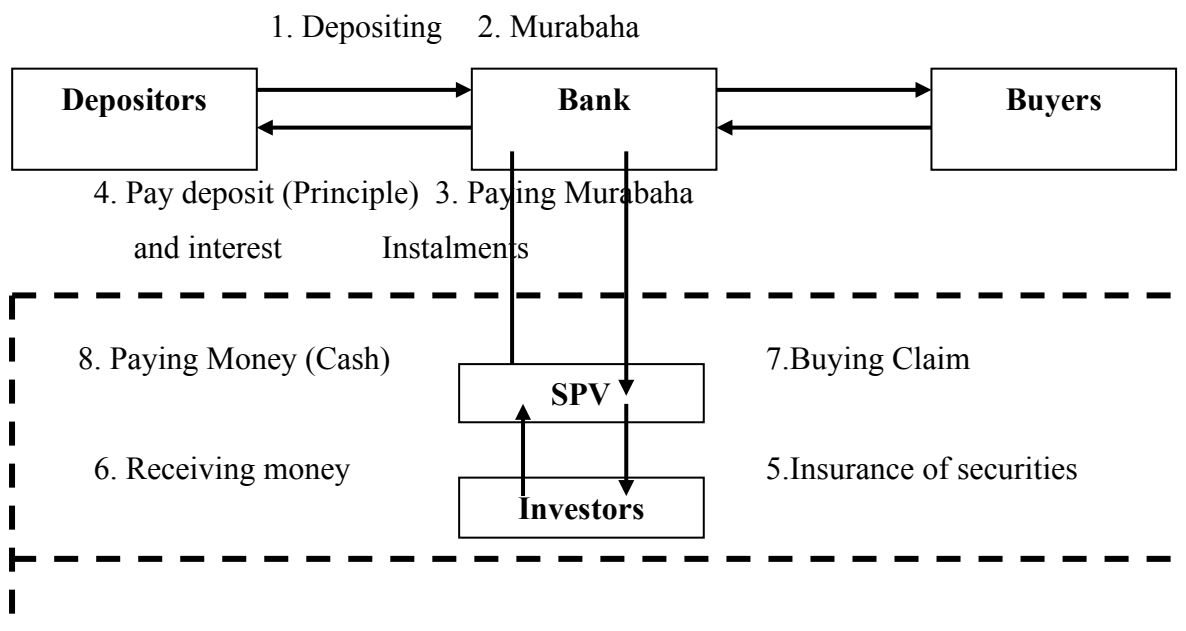 1. Depositing 2. Murabaha
Depositors Bank Buyers
4. Pay deposit (Principle) 3. Paying Murabaha
and interest Instalments
8. Paying Money (Cash) 7.Buying Claim
SPV
6. Receiving money 5.Insurance of securities
Investors